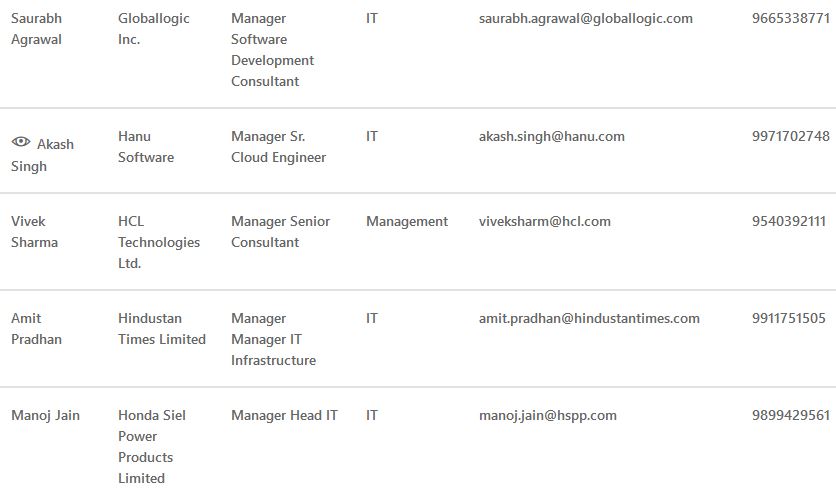 Saurabh Globallogic Manager IT saurabh.agrawal@globallogic.com 9665338771
Agrawal Inc. Software
Development
Consultant
Akash Hanu Manager Sr. IT akash.singh@hanu.com 9971702748
Singh Software Cloud Engineer
Vivek HCL Manager Senior Management viveksharm@hcl.com 9540392111
Sharma Technologies Consultant
Ltd.
Amit Hindustan Manager IT amit.pradhan@hindustantimes.com 9911751505
Pradhan Times Limited Manager IT
Infrastructure
Manoj Jain Honda Siel Manager Head IT IT manoj.jain@hspp.com 9899429561
Power
Products
Limited